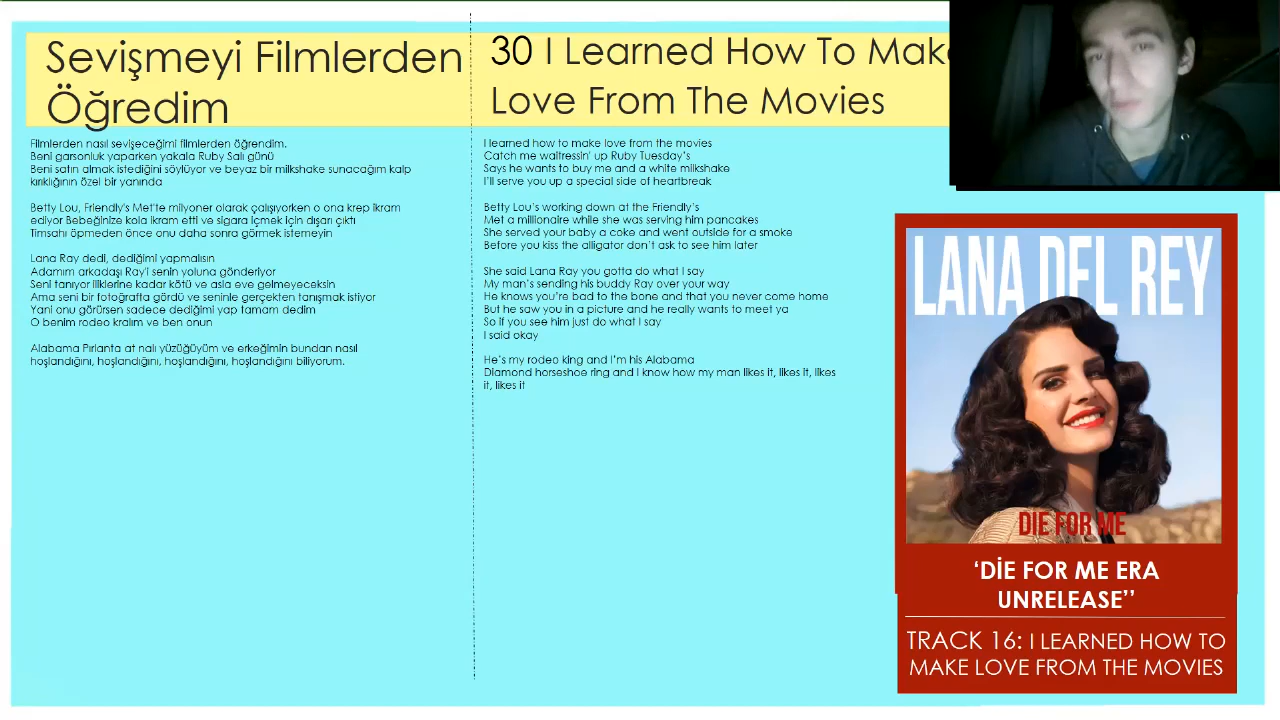 Sevişmeyi Filmlerden
Öğredim
Filmlerden nasıl sevişeceğimi filmlerden öğrendim.
Beni garsonluk yaparken yakala Ruby Salı günü
Beni satın almak istediğini söylüyor ve beyaz bir milkshake sunacağım kalp
kırıklığının özel bir yanında
Betty Lou, Friendly's Met'te milyoner olarak çalışıyorken o ona krep ikram
ediyor Bebeğinize kola ikram etti ve sigara içmek için dışarı çıktı
Timsahı öpmeden önce onu daha sonra görmek istemeyin
Lana Ray dedi, dediğimi yapmalısın
Adamım arkadaşı Ray'i senin yoluna gönderiyor
Seni tanıyor iliklerine kadar kötü ve asla eve gelmeyeceksin
Ama seni bir fotoğrafta gördü ve seninle gerçekten tanışmak istiyor
Yani onu görürsen sadece dediğimi yap tamam dedim
O benim rodeo kralım ve ben onun
Alabama Pırlanta at nalı yüzüğüyüm ve erkeğimin bundan nasıl
hoşlandığını, hoşlandığını, hoşlandığını, hoşlandığını biliyorum.
30 I Learned How To Make
Love From The Movies
I learned how to make love from the movies
Catch me waitressin' up Ruby Tuesday's
Says he wants to buy me and a white milkshake
I'll serve you up a special side of heartbreak
Betty Lou's working down at the Friendly's
Met a millionaire while she was serving him pancakes
She served your baby a coke and went outside for a smoke
Before you kiss the alligator don't ask to see him later
She said Lana Ray you gotta do what I say
My man's sending his buddy Ray over your way
He knows you're bad to the bone and that you never come home
But he saw you in a picture and he really wants to meet ya
So if you see him just do what I say
I said okay
He's my rodeo king and I'm his Alabama
Diamond horseshoe ring and I know how my man likes it, likes it, likes
it, likes it
LANA DEL REY
DIE FOR ME
‘DİE FOR ME ERA
UNRELEASE’’
TRACK 16: I LEARNED HOW TO
MAKE LOVE FROM THE MOVIES